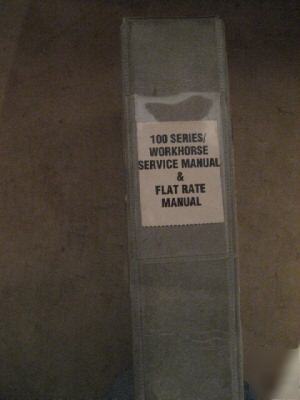 100 SERIES/
WORKHORSE
SERVICE MANUAL
&
FLAT RATE
MANUAL